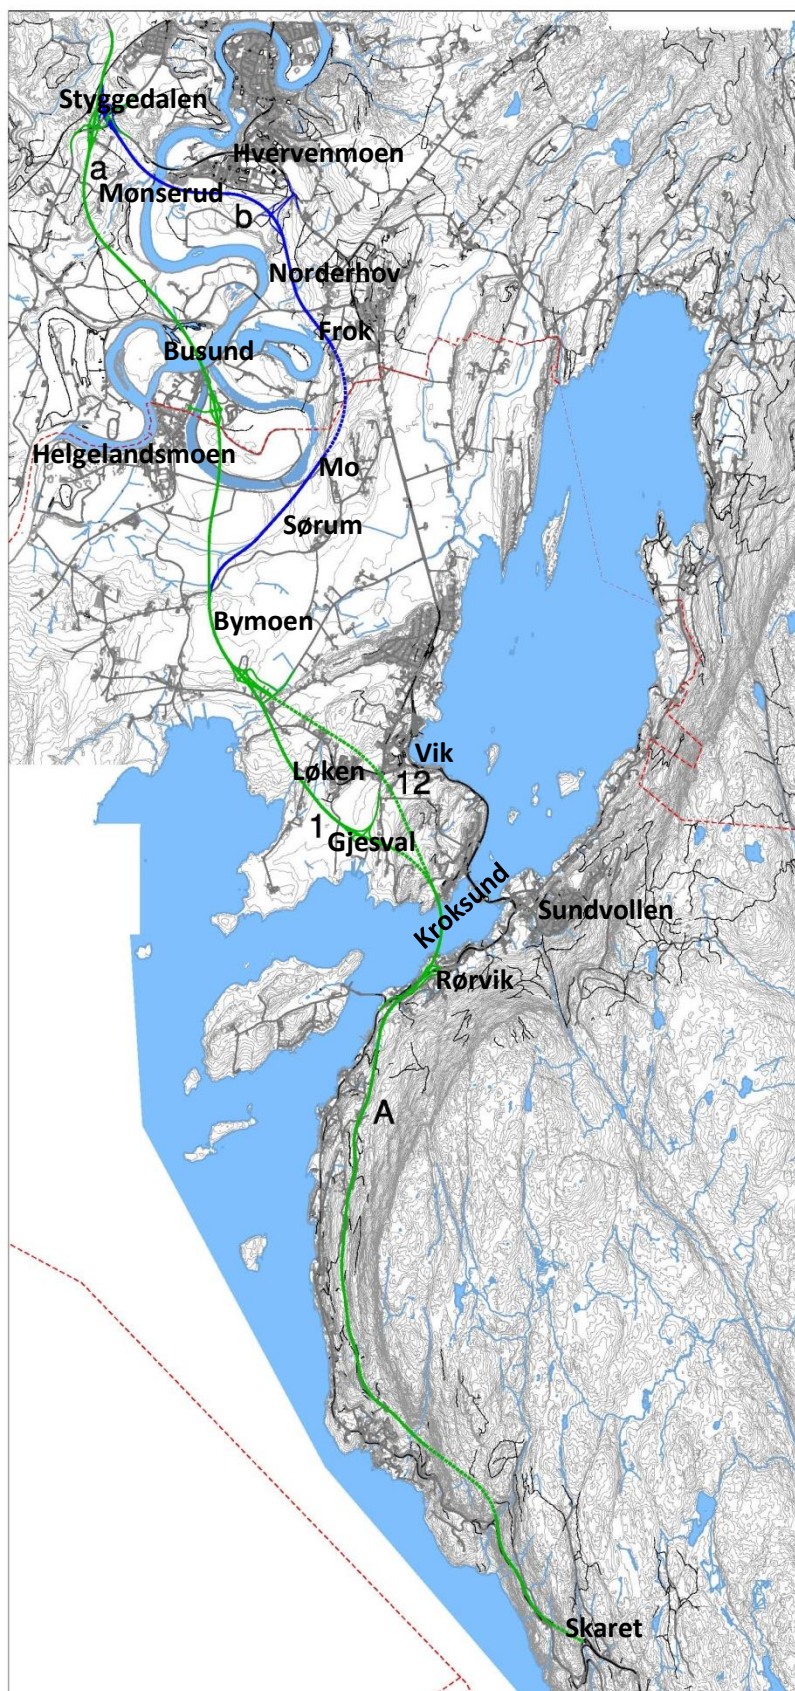 Styggedalen
Hvervenmoen
a
Mønserud
b
Norderhov
Frok
Busund
Helgelandsmoen
Mo
Sørum
Bymoen
Vik
Løken
12
1
Gjesval
Kroksund
Sundvollen
Rørvik
A
Skaret